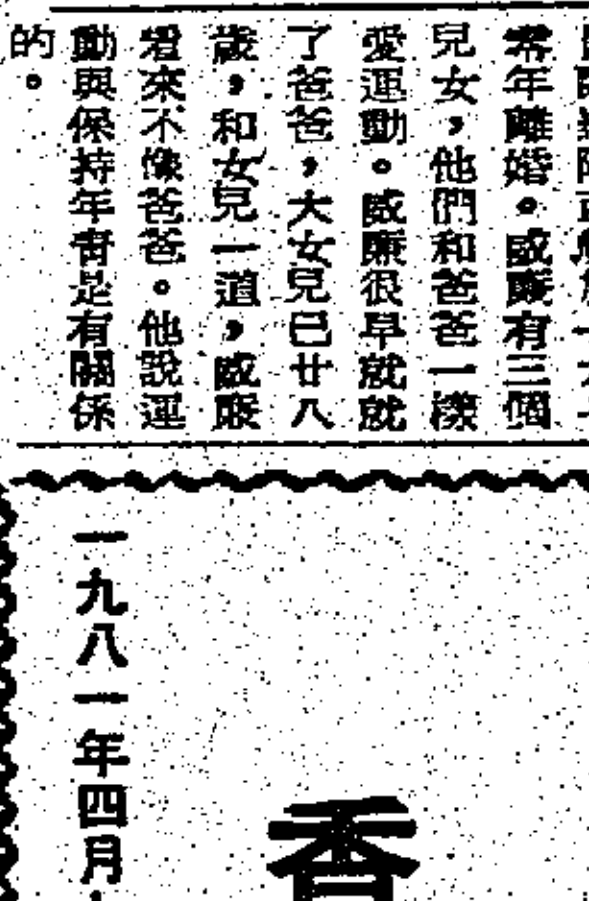 零年離婚。威廉有三個
兒女，他們和爸爸一樣
愛運動。威廉很早就就
了爸爸，大女兒已廿八
歲，和女兒一道，威廉
看來不像爸爸。他說運
動與保持年青是有關係
的。
香
一九八一年四月